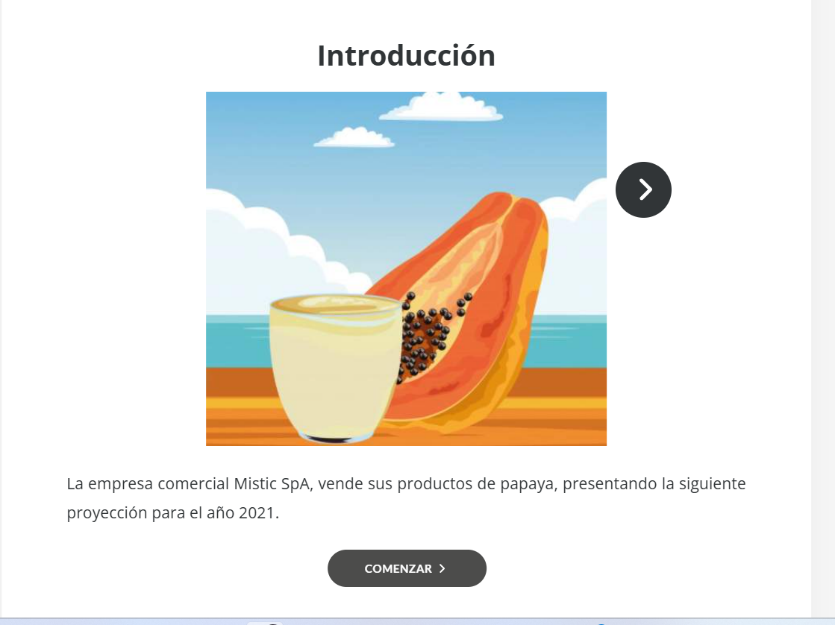 Introducción
La empresa comercial Mistic SpA, vende sus productos de papaya, presentando la siguiente
proyección para el año 2021.
COMENZAR